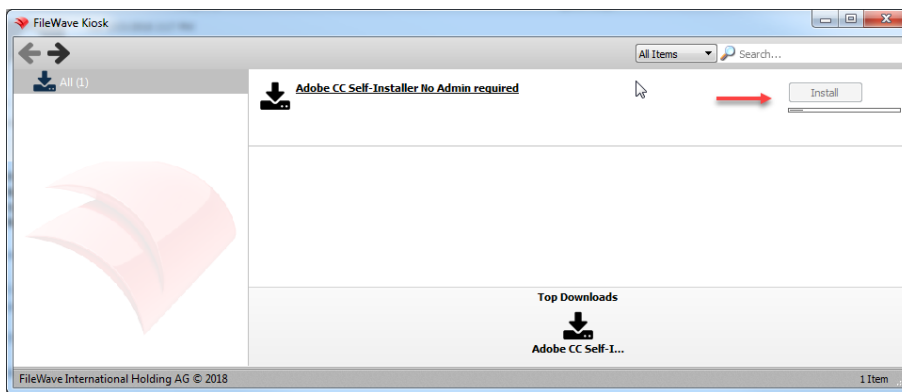 FileWave Kiosk
All Items
Search...
All (1)
Adobe CC Self-Installer No Admin required
Install
Top Downloads
Adobe CC Self-I...
FileWave International Holding AG © 2018
1 Item